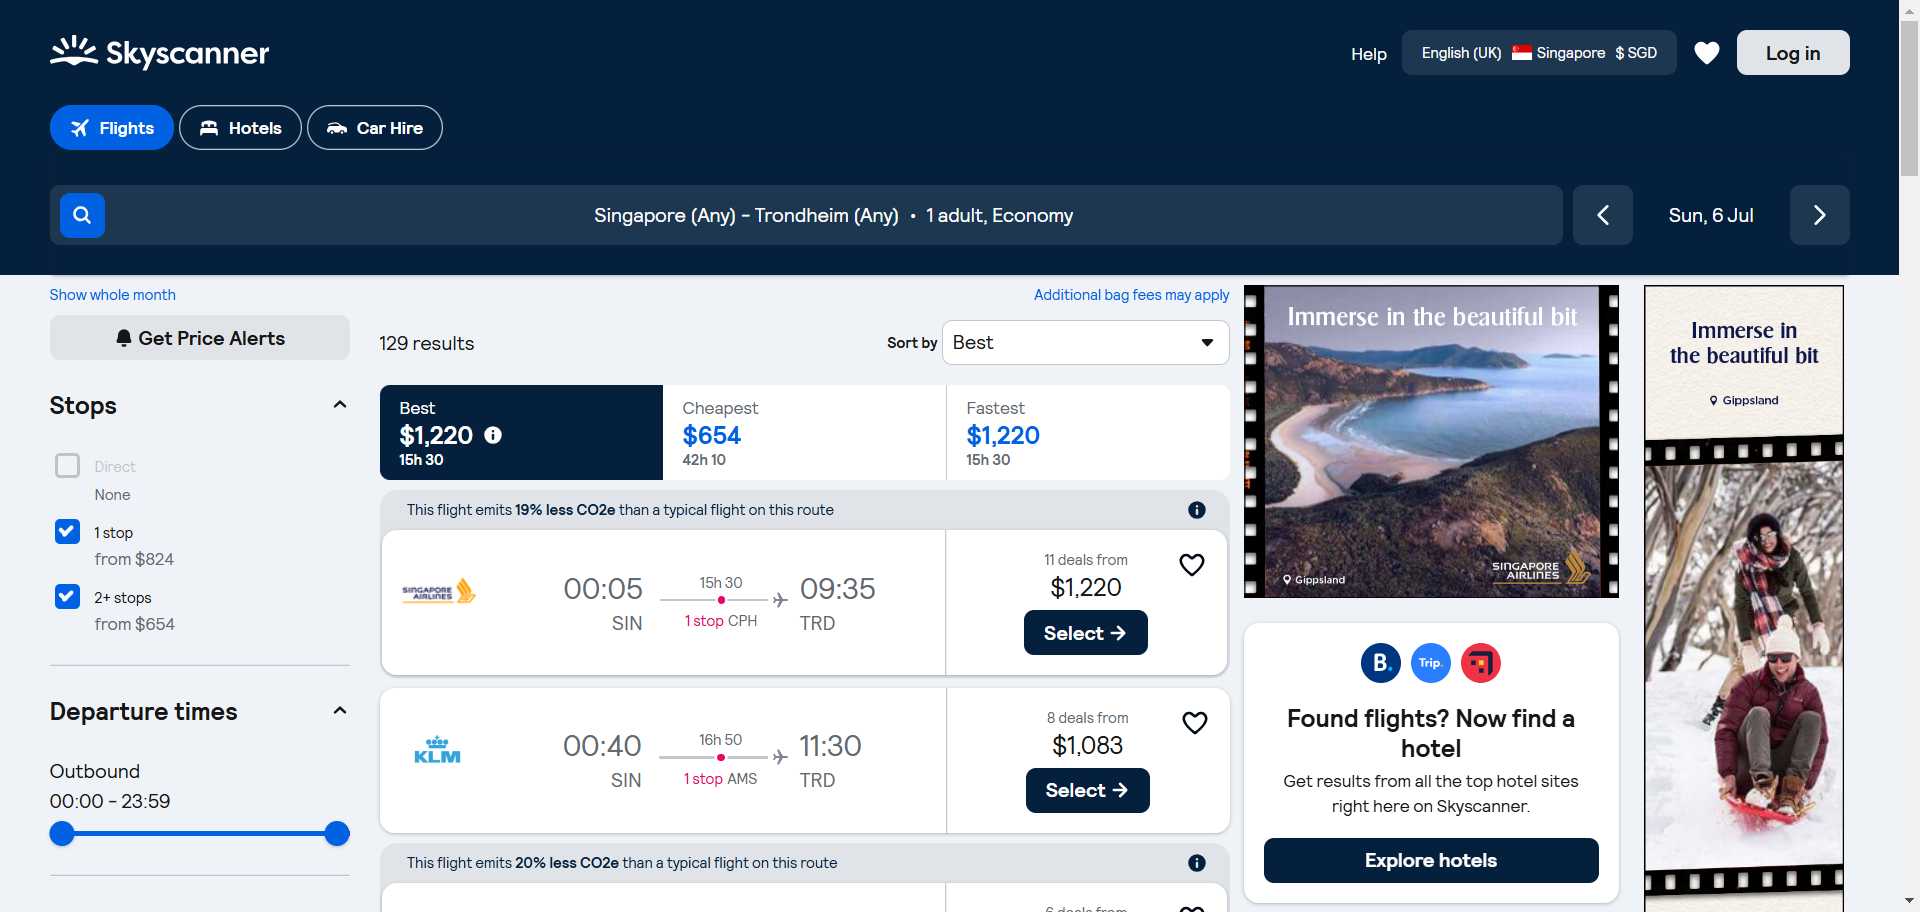 Skyscanner
Help
English (UK) Singapore $ SGD
Log in
Flights
Hotels
Car Hire
Singapore (Any) – Trondheim (Any) • 1 adult, Economy
Sun, 6 Jul
Show whole month
Additional bag fees may apply
Get Price Alerts
129 results
Sort by
Best
Stops
Direct
None
1 stop
from $824
2+ stops
from $654
Departure times
Outbound
00:00 – 23:59
Best
$1,220
15h 30
Cheapest
$654
42h 10
Fastest
$1,220
15h 30
This flight emits 19% less CO2e than a typical flight on this route
SINGAPORE
AIRLINES
00:05
SIN
15h 30
1 stop CPH
09:35
TRD
11 deals from
$1,220
Select
KLM
00:40
SIN
16h 50
1 stop AMS
11:30
TRD
8 deals from
$1,083
Select
This flight emits 20% less CO2e than a typical flight on this route
6 deals from
Immerse in the beautiful bit
Gippsland
SINGAPORE
AIRLINES
B.
Trip.
Found flights? Now find a
hotel
Get results from all the top hotel sites
right here on Skyscanner.
Explore hotels
Immerse in
the beautiful bit
Gippsland